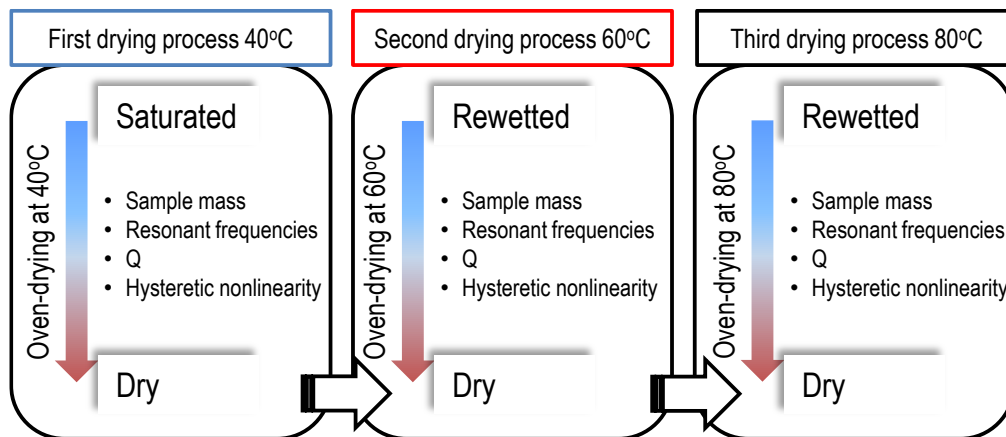 First drying process 40°C
Oven-drying at 40°C
Saturated
• Sample mass
• Resonant frequencies
• Q
• Hysteretic nonlinearity
Dry
Second drying process 60°C
Oven-drying at 60°C
Rewetted
• Sample mass
• Resonant frequencies
• Q
• Hysteretic nonlinearity
Dry
Third drying process 80°C
Oven-drying at 80°C
Rewetted
• Sample mass
• Resonant frequencies
• Q
• Hysteretic nonlinearity
Dry